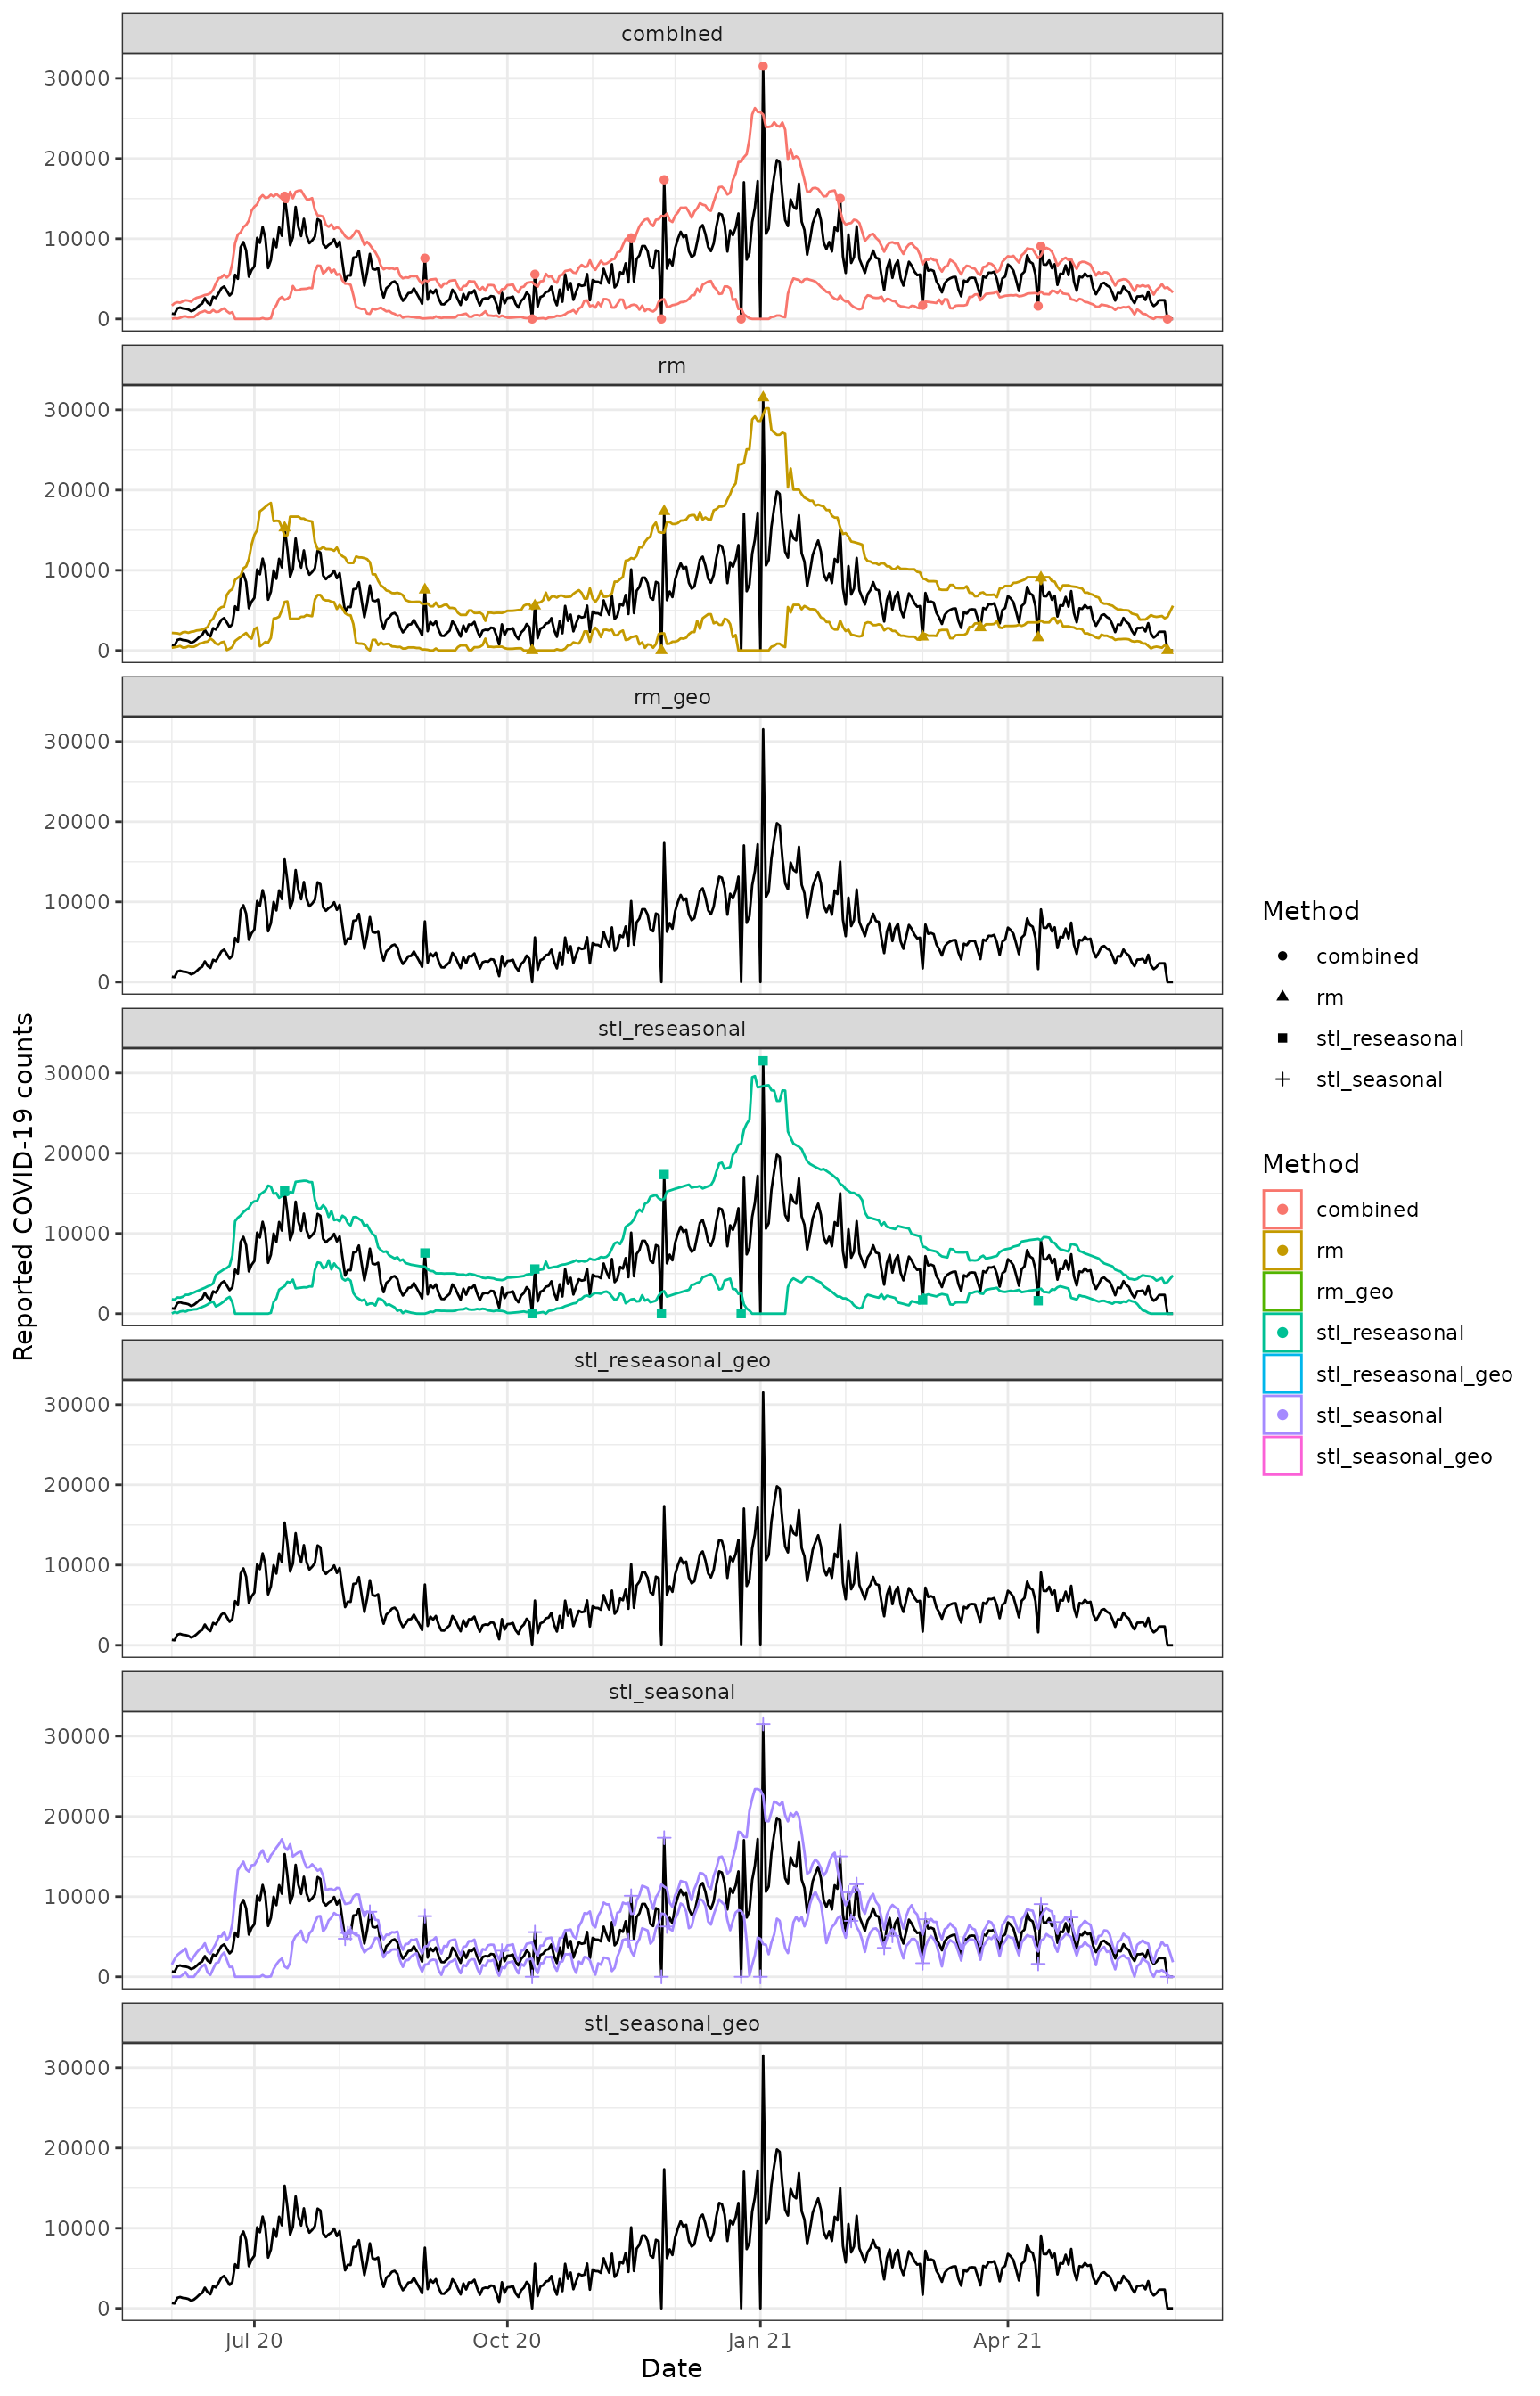 combined
30000
20000
10000
0
rm
30000
20000
10000
0
rm_geo
30000
20000
10000
0
stl_reseasonal
30000
20000
10000
0
stl_reseasonal_geo
30000
20000
10000
0
stl_seasonal
30000
20000
10000
0
stl_seasonal_geo
30000
20000
10000
0
Jul 20
Oct 20
Jan 21
Apr 21
Date
Reported COVID-19 counts
Method
combined
rm
stl_reseasonal
stl_seasonal
Method
combined
rm
rm_geo
stl_reseasonal
stl_reseasonal_geo
stl_seasonal
stl_seasonal_geo